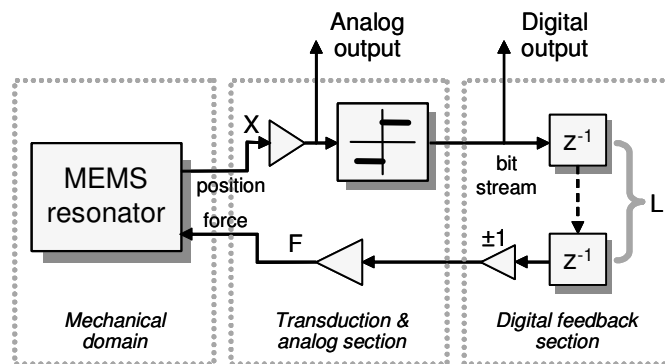 Analog
output
Digital
output
X
MEMS
resonator
position
force
F
bit
stream
±1
z⁻¹
z⁻¹
L
Mechanical
domain
Transduction &
analog section
Digital feedback
section